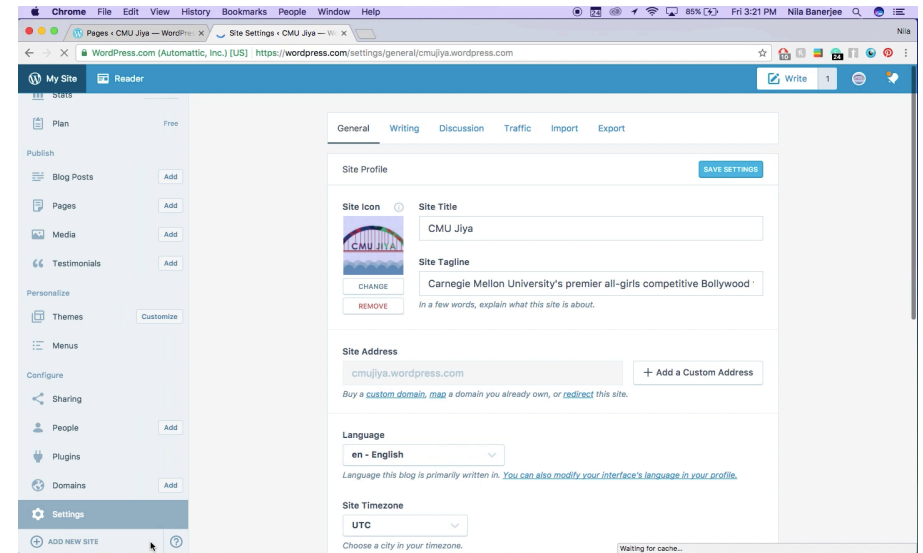 Chrome File Edit View History Bookmarks People Window Help 24 85% Fri 3:21 PM Nila Banerjee
Pages ‹ CMU Jiya — WordPres Site Settings ‹ CMU Jiya — Wo Nila
WordPress.com (Automattic, Inc.) [US] https://wordpress.com/settings/general/cmujiya.wordpress.com 10 24
My Site Reader Write 1
Stats
Plan Free
General Writing Discussion Traffic Import Export
Publish
Site Profile SAVE SETTINGS
Blog Posts Add
Pages Add
Media Add
Testimonials Add
Site Icon Site Title
CMU JIYA CMU Jiya
Site Tagline
CHANGE Carnegie Mellon University's premier all-girls competitive Bollywood
REMOVE In a few words, explain what this site is about.
Personalize
Themes Customize
Menus
Site Address
cmujiya.wordpress.com + Add a Custom Address
Buy a custom domain, map a domain you already own, or redirect this site.
Configure
Sharing
People Add
Plugins
Domains Add
Settings
ADD NEW SITE
Language
en - English
Language this blog is primarily written in. You can also modify your interface's language in your profile.
Site Timezone
UTC
Choose a city in your timezone.
Waiting for cache...